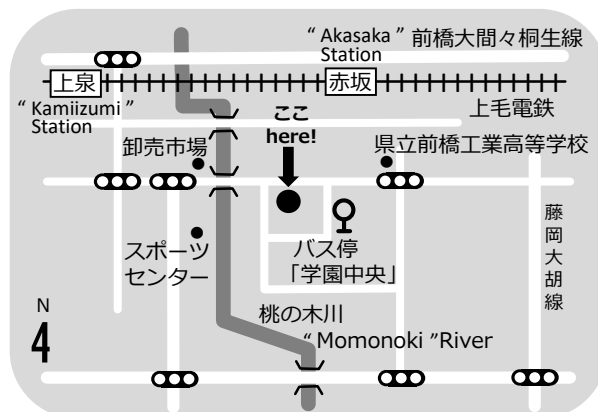 “ Akasaka ”
Station
前橋大間々桐生線
上泉
赤坂
“ Kamiizumi ”
Station
ここ
here!
上毛電鉄
卸売市場
県立前橋工業高等学校
スポーツ
センター
バス停
「学園中央」
藤岡大胡線
桃の木川
“ Momonoki ”River
N
4